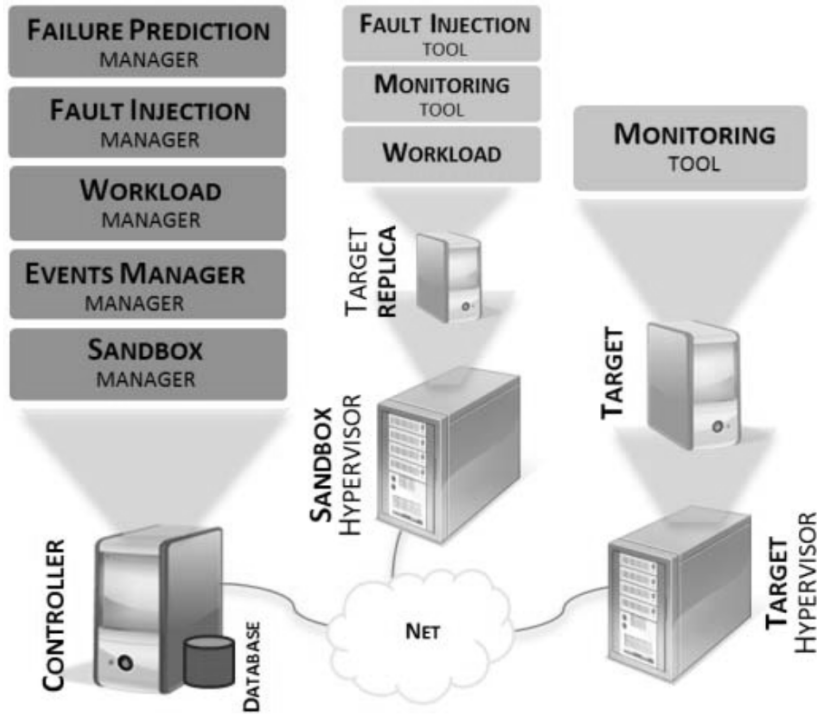 FAILURE PREDICTION
MANAGER
FAULT INJECTION
MANAGER
WORKLOAD
MANAGER
EVENTS MANAGER
MANAGER
SANDBOX
MANAGER
CONTROLLER
DATABASE
FAULT INJECTION
TOOL
MONITORING
TOOL
WORKLOAD
TARGET
REPLICA
SANDBOX
HYPERVISOR
NET
MONITORING
TOOL
TARGET
TARGET
HYPERVISOR